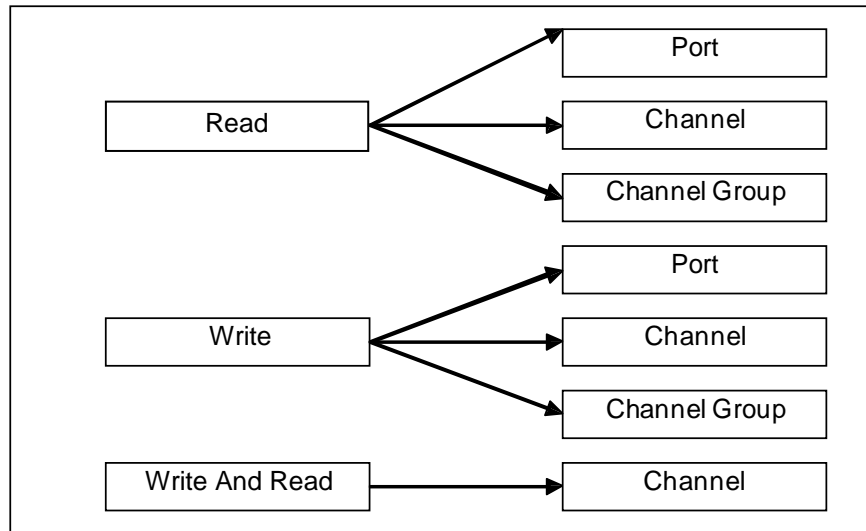 Port
Read
Channel
Channel Group
Port
Write
Channel
Channel Group
Write And Read
Channel